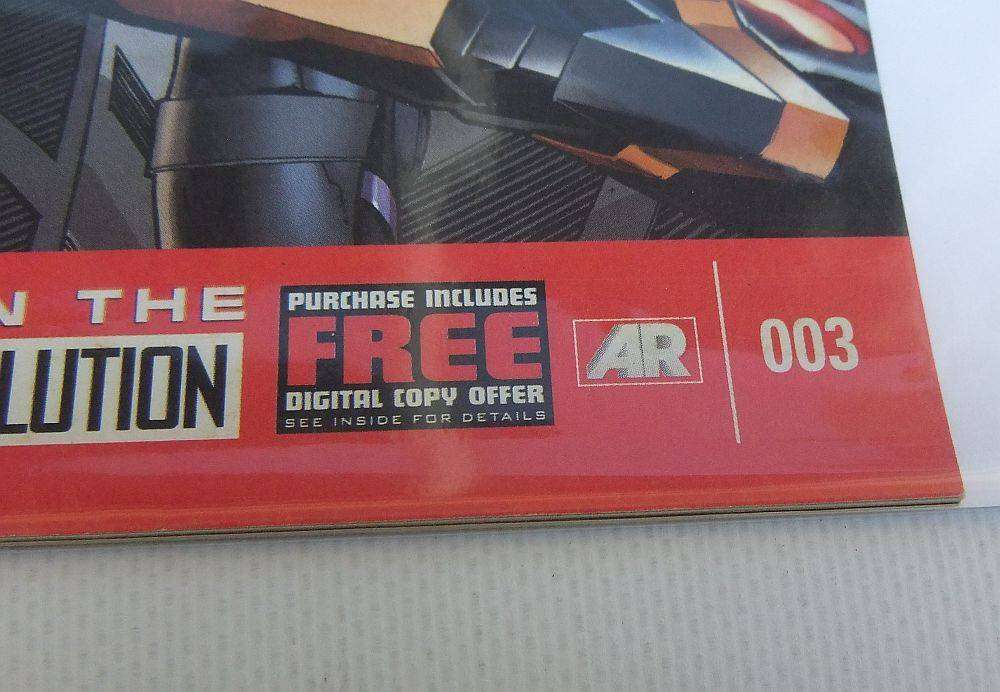 N THE
LUTION
PURCHASE INCLUDES
FREE
DIGITAL COPY OFFER
SEE INSIDE FOR DETAILS
AR
003